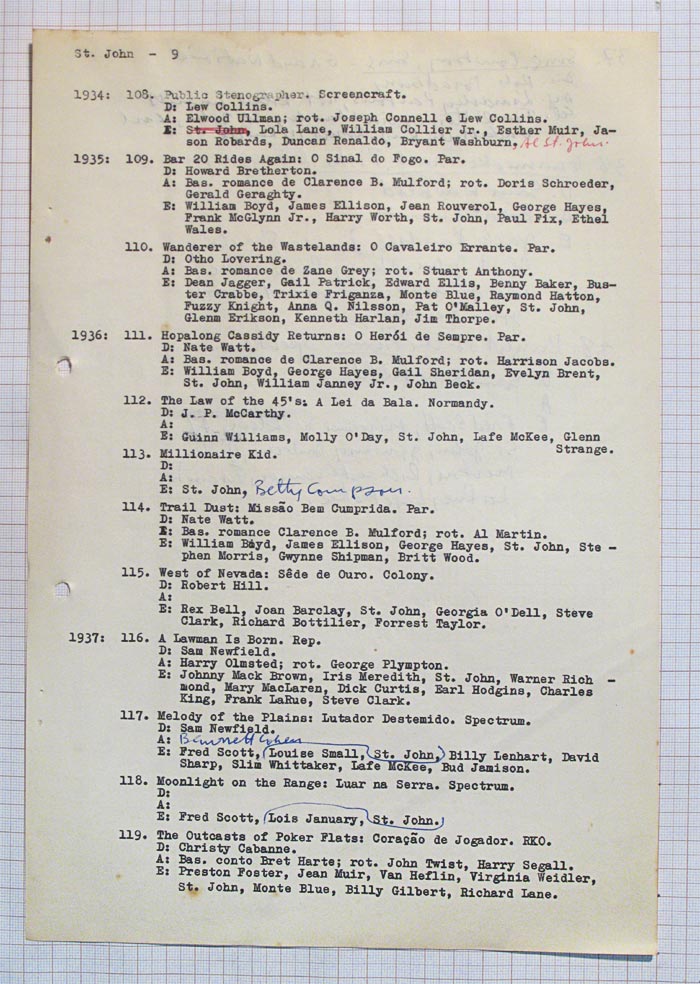 St. John - 9
1934: 108. Public Stenographer. Screencraft.
D: Lew Collins.
A: Elwood Ullman; rot. Joseph Connell e Lew Collins.
E: St. John, Lola Lane, William Collier Jr., Esther Muir, Ja-
son Robards, Duncan Renaldo, Bryant Washburn, Al St. John.
1935: 109. Bar 20 Rides Again: O Sinal do Fogo. Par.
D: Howard Bretherton.
A: Bas. romance de Clarence B. Mulford; rot. Doris Schroeder,
Gerald Geraghty.
E: William Boyd, James Ellison, Jean Rouverol, George Hayes,
Frank McGlynn Jr., Harry Worth, St. John, Paul Fix, Ethel
Wales.
110. Wanderer of the Wastelands: O Cavaleiro Errante. Par.
D: Otho Lovering.
A: Bas. romance de Zane Grey; rot. Stuart Anthony.
E: Dean Jagger, Gail Patrick, Edward Ellis, Benny Baker, Bus-
ter Crabbe, Trixie Friganza, Monte Blue, Raymond Hatton,
Fuzzy Knight, Anna Q. Nilsson, Pat O'Malley, St. John,
Glenm Erikson, Kenneth Harlan, Jim Thorpe.
1936: 111. Hopalong Cassidy Returns: O Herói de Sempre. Par.
D: Nate Watt.
A: Bas. romance de Clarence B. Mulford; rot. Harrison Jacobs.
E: William Boyd, George Hayes, Gail Sheridan, Evelyn Brent,
St. John, William Janney Jr., John Beck.
112. The Law of the 45's: A Lei da Bala. Normandy.
D: J. P. McCarthy.
A:
E: Guinn Williams, Molly O'Day, St. John, Lafe McKee, Glenn
Strange.
113. Millionaire Kid.
D:
A:
E: St. John, Betty Compson.
114. Trail Dust: Missão Bem Cumprida. Par.
D: Nate Watt.
A: Bas. romance Clarence B. Mulford; rot. Al Martin.
E: William Boyd, James Ellison, George Hayes, St. John, Ste -
phen Morris, Gwynne Shipman, Britt Wood.
115. West of Nevada: Sêde de Ouro. Colony.
D: Robert Hill.
A:
E: Rex Bell, Joan Barclay, St. John, Georgia O'Dell, Steve
Clark, Richard Bottilier, Forrest Taylor.
1937: 116. A Lawman Is Born. Rep.
D: Sam Newfield.
A: Harry Olmsted; rot. George Plympton.
E: Johnny Mack Brown, Iris Meredith, St. John, Warner Rich -
mond, Mary MacLaren, Dick Curtis, Earl Hodgins, Charles
King, Frank LaRue, Steve Clark.
117. Melody of the Plains: Lutador Destemido. Spectrum.
D: Sam Newfield.
A: Bennett Cohen
E: Fred Scott, Louise Small, St. John, Billy Lenhart, David
Sharp, Slim Whittaker, Lafe McKee, Bud Jamison.
118. Moonlight on the Range: Luar na Serra. Spectrum.
D:
A:
E: Fred Scott, Lois January, St. John.
119. The Outcasts of Poker Flats: Coração de Jogador. RKO.
D: Christy Cabanne.
A: Bas. conto Bret Harte; rot. John Twist, Harry Segall.
E: Preston Foster, Jean Muir, Van Heflin, Virginia Weidler,
St. John, Monte Blue, Billy Gilbert, Richard Lane.